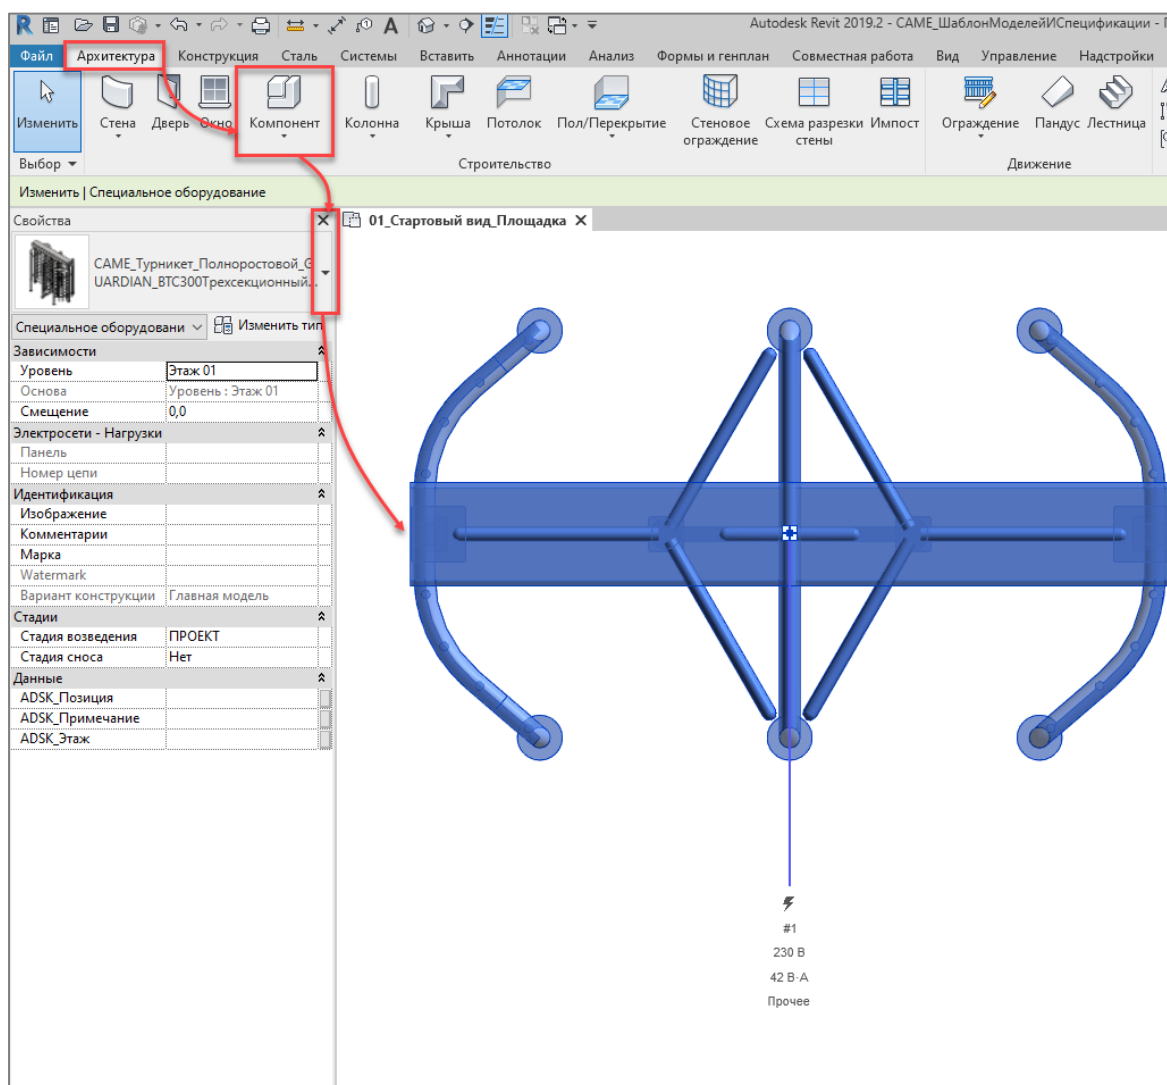 Autodesk Revit 2019.2 - CAME_ШаблонМоделейИСпецификации -
Файл Архитектура Конструкция Сталь Системы Вставить Аннотации Анализ Формы и генплан Совместная работа Вид Управление Надстройки
Изменить Стена Дверь Окно Компонент Колонна Крыша Потолок Пол/Перекрытие Стеновое ограждение Схема разрезки стены Импост Ограждение Пандус Лестница
Выбор Строительство Движение
Изменить | Специальное оборудование
Свойства
01_Стартовый вид_Площадка
CAME_Турникет_Полноростовой_G
UARDIAN_BTC300Трехсекционный...
Специальное оборудовани Изменить тип
Зависимости
Уровень Этаж 01
Основа Уровень : Этаж 01
Смещение 0,0
Электросети - Нагрузки
Панель
Номер цепи
Идентификация
Изображение
Комментарии
Марка
Watermark
Вариант конструкции Главная модель
Стадии
Стадия возведения ПРОЕКТ
Стадия сноса Нет
Данные
ADSK_Позиция
ADSK_Примечание
ADSK_Этаж
#1
230 В
42 В·А
Прочее